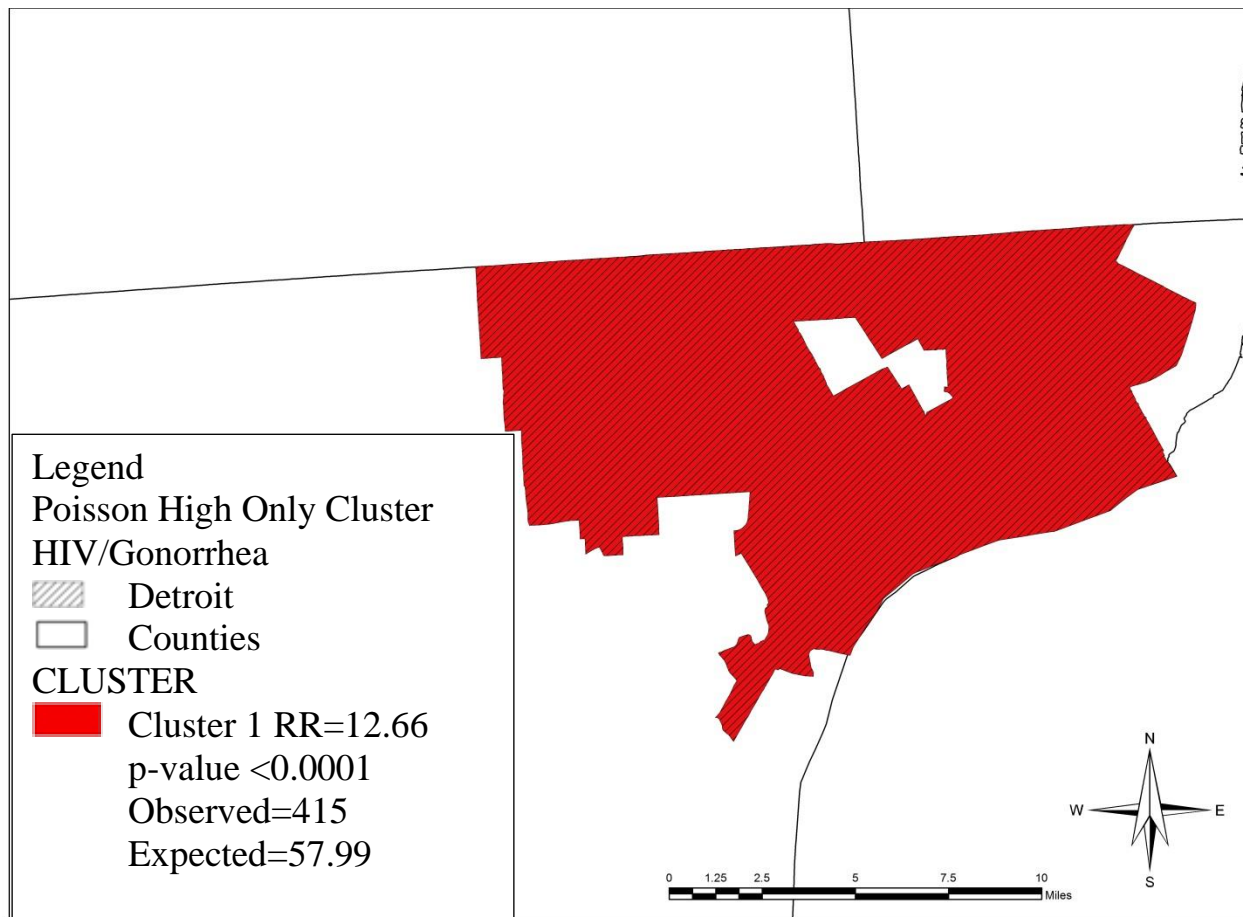 Legend
Poisson High Only Cluster
HIV/Gonorrhea
Detroit
Counties
CLUSTER
Cluster 1 RR=12.66
p-value <0.0001
Observed=415
Expected=57.99
N
W E
S
0 1.25 2.5 5 7.5 10
Miles